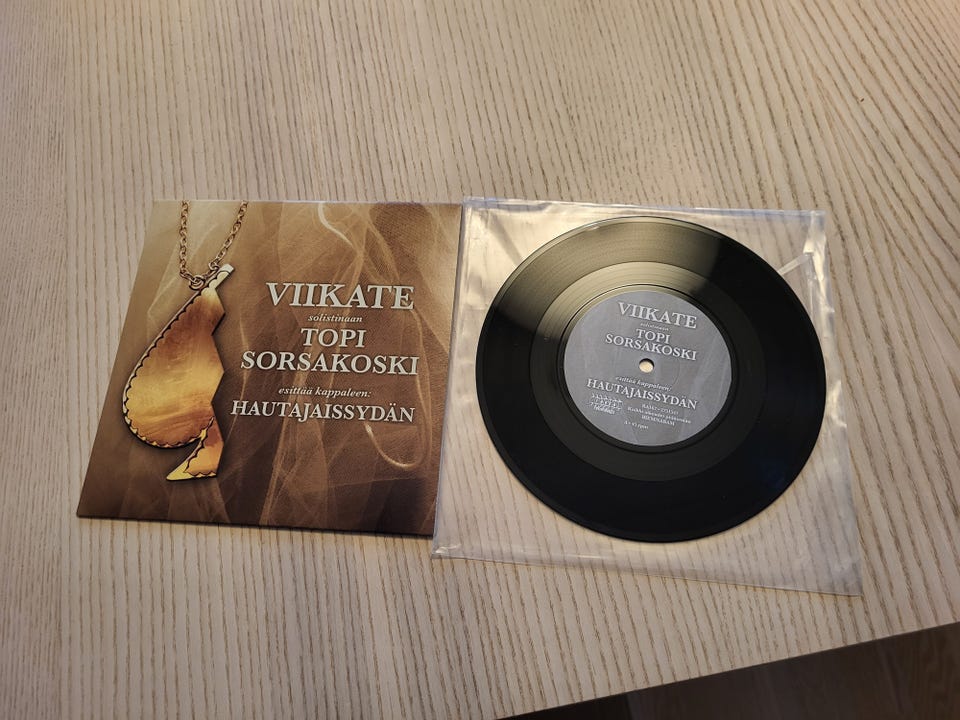 VIIKATE
solistinaan
TOPI
SORSAKOSKI
esittää kappaleen:
HAUTAJAISSYDÄN
VIIKATE
solistinaan
TOPI
SORSAKOSKI
esittää kappaleen:
HAUTAJAISSYDÄN